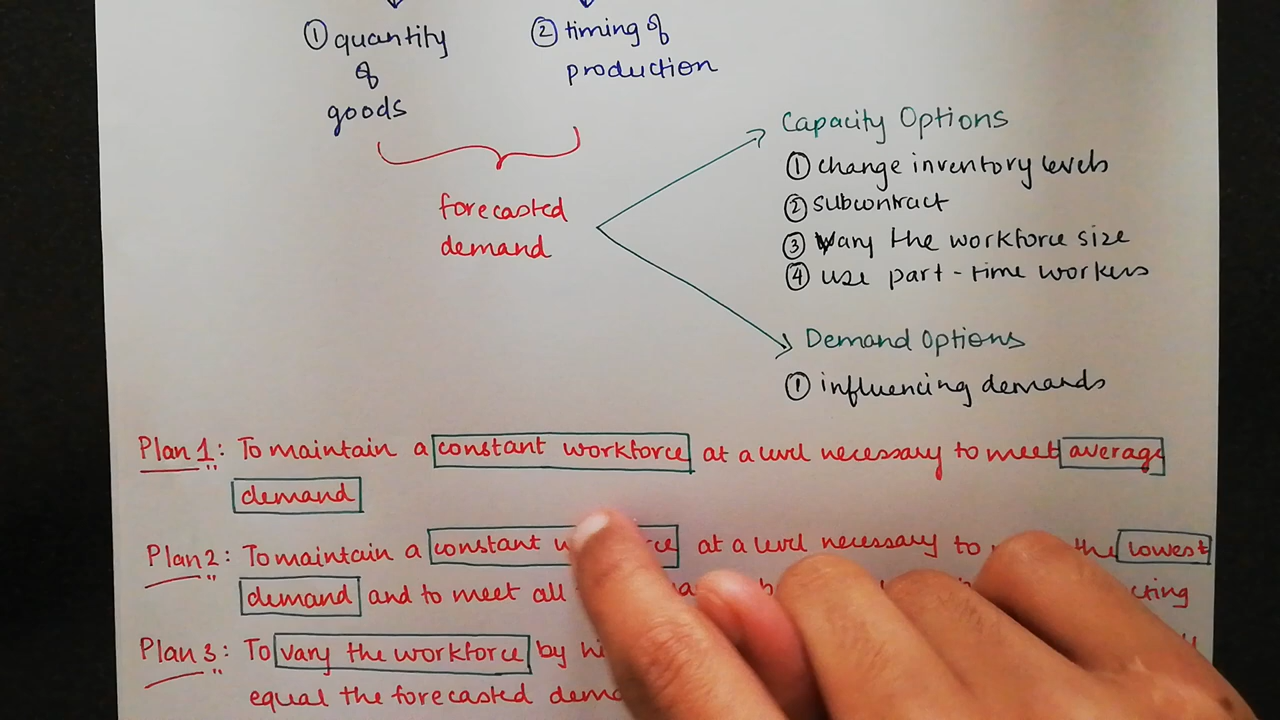 ① quantity
of
goods
② timing of
production
forecasted
demand
Capacity Options
① change inventory levels
② subcontract
③ Vary the workforce size
④ use part-time workers
Demand Options
① influencing demands
Plan 1: To maintain a constant workforce at a level necessary to meet average
demand
Plan 2: To maintain a constant at a level necessary to the lowest
demand and to meet all
Plan 3: To vary the workforce by
equal the forecasted